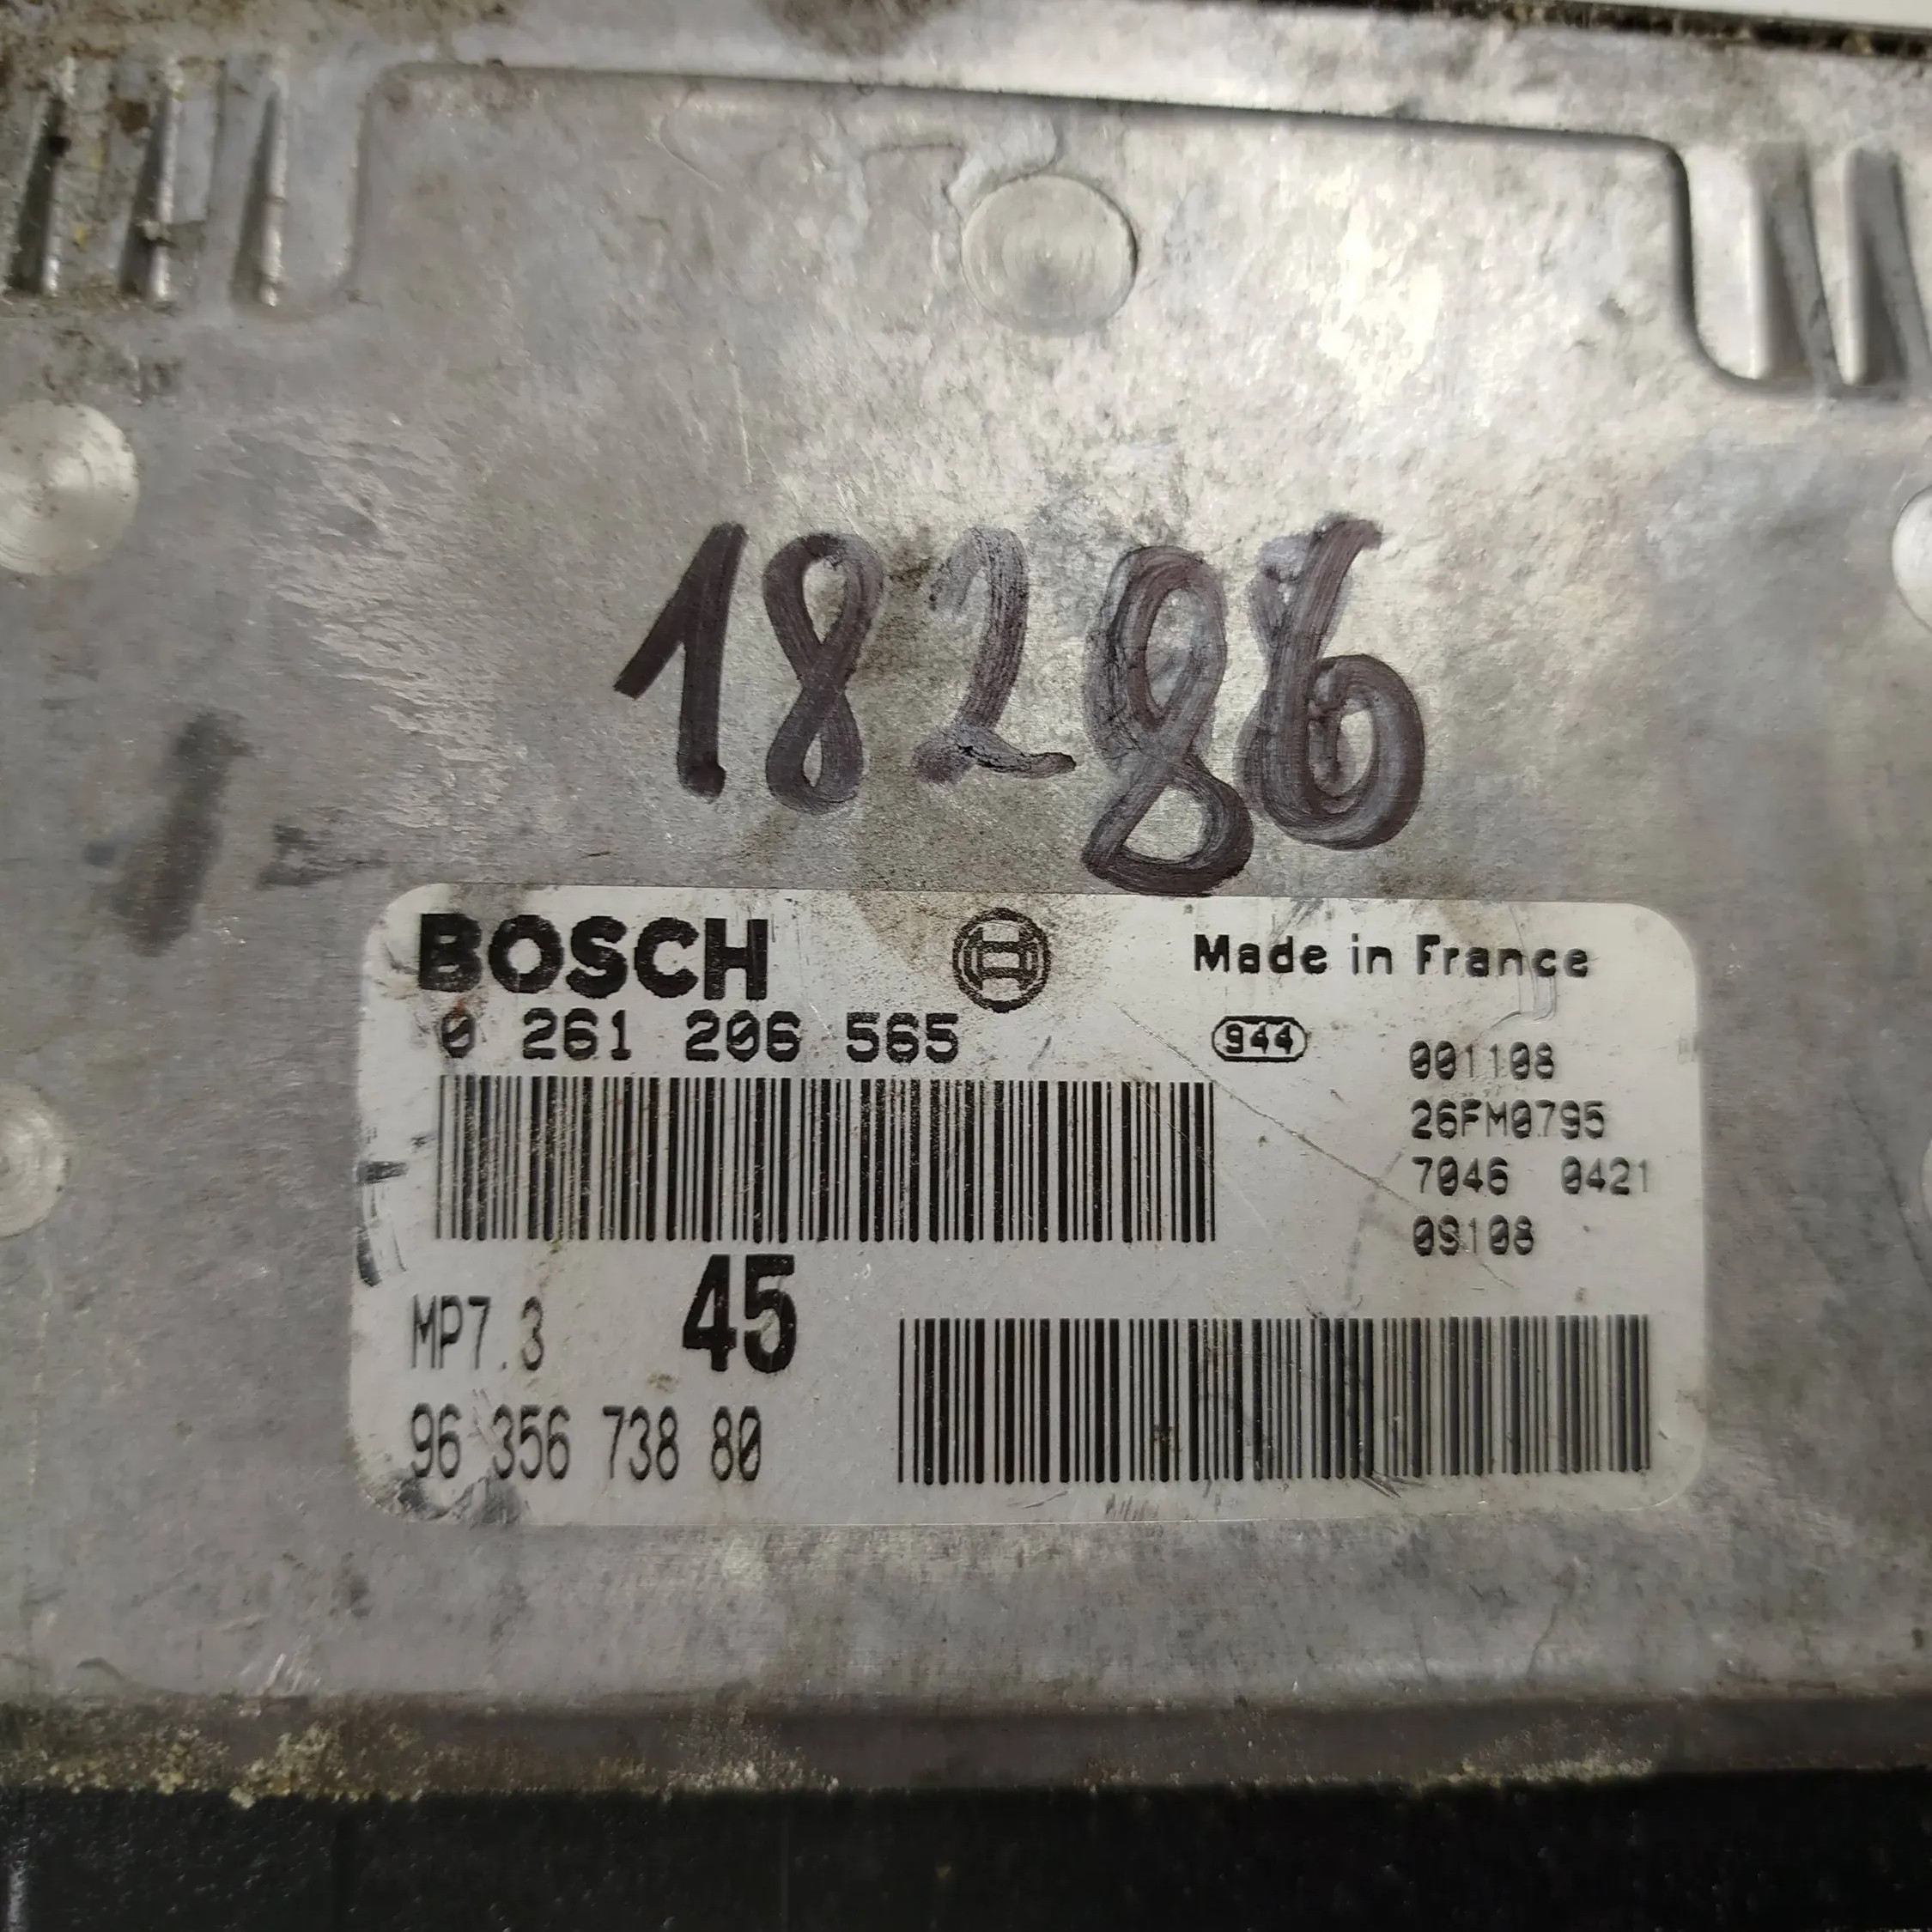 18286
BOSCH
Made in France
0 261 206 565
944
001108
26FM0795
7046 0421
0S108
MP7.3
45
96 356 738 80